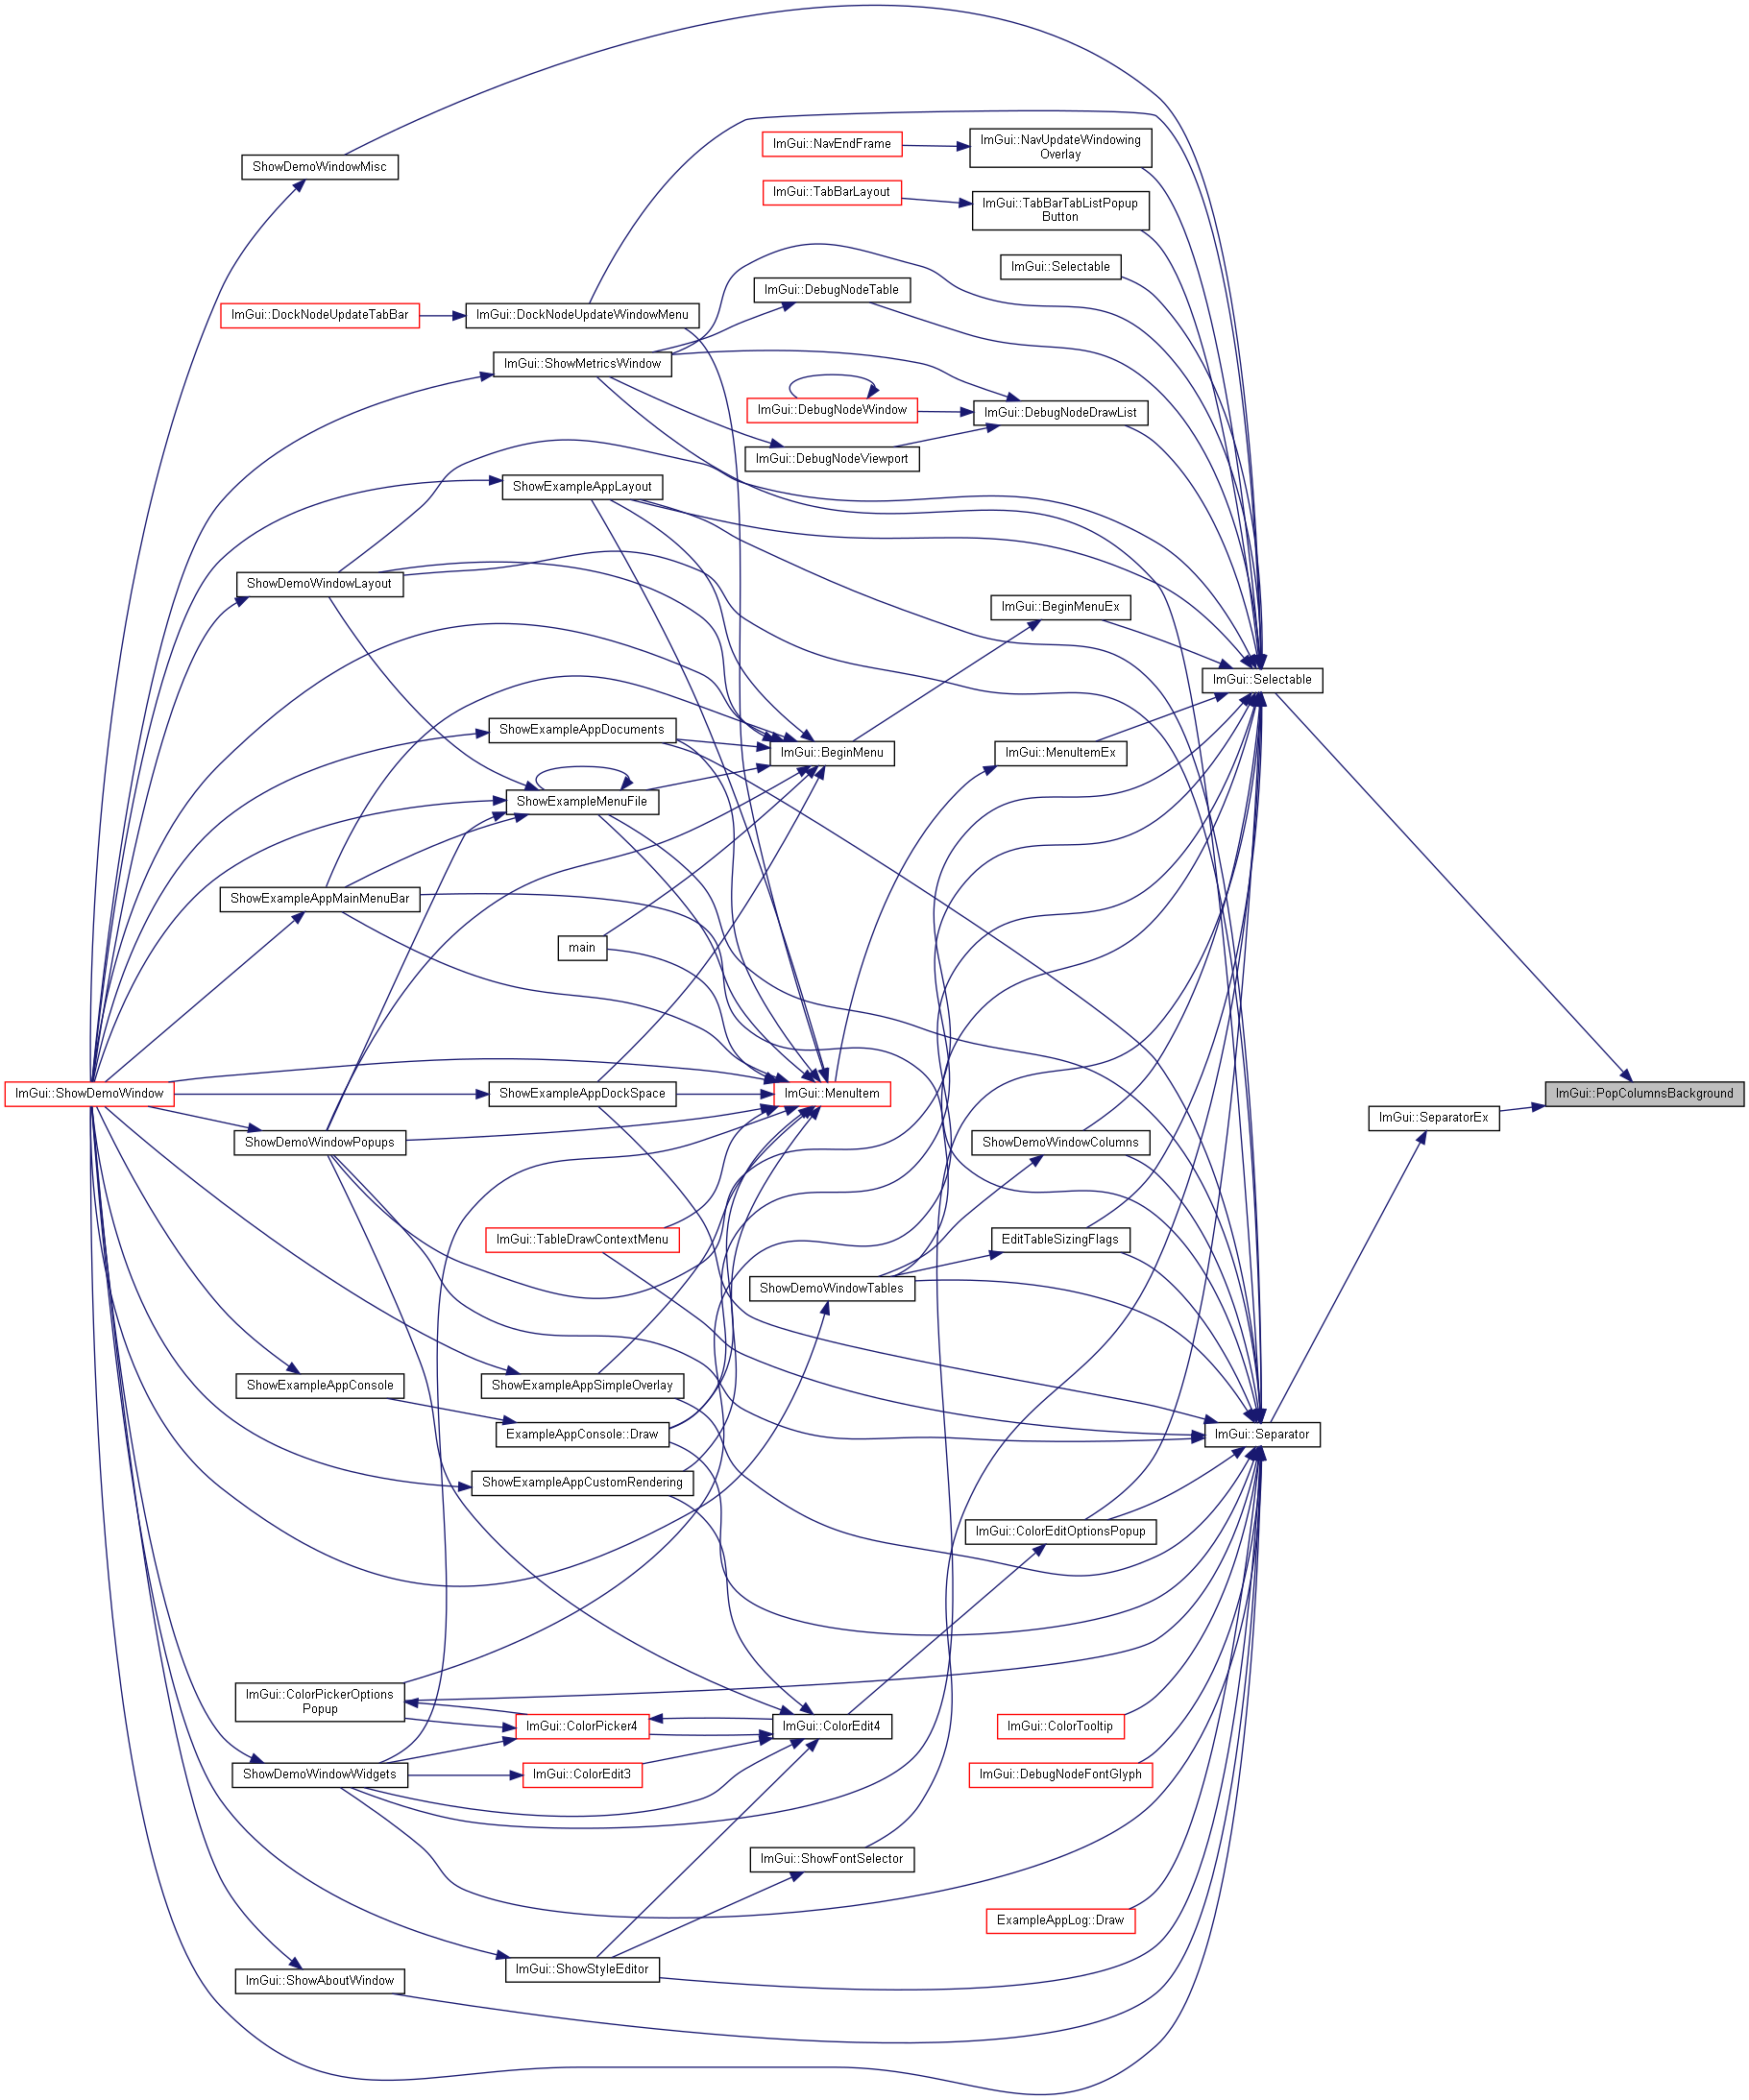 ShowDemoWindowMisc
ImGui::NavEndFrame
ImGui::NavUpdateWindowing
Overlay
ImGui::TabBarLayout
ImGui::TabBarTabListPopup
Button
ImGui::Selectable
ImGui::DebugNodeTable
ImGui::DockNodeUpdateTabBar
ImGui::DockNodeUpdateWindowMenu
ImGui::ShowMetricsWindow
ImGui::DebugNodeWindow
ImGui::DebugNodeDrawList
ImGui::DebugNodeViewport
ShowExampleAppLayout
ShowDemoWindowLayout
ImGui::BeginMenuEx
ImGui::Selectable
ShowExampleAppDocuments
ImGui::BeginMenu
ImGui::MenuItemEx
ShowExampleMenuFile
ShowExampleAppMainMenuBar
main
ImGui::ShowDemoWindow
ShowExampleAppDockSpace
ImGui::MenuItem
ImGui::PopColumnsBackground
ImGui::SeparatorEx
ShowDemoWindowPopups
ShowDemoWindowColumns
ImGui::TableDrawContextMenu
EditTableSizingFlags
ShowDemoWindowTables
ShowExampleAppConsole
ShowExampleAppSimpleOverlay
ExampleAppConsole::Draw
ImGui::Separator
ShowExampleAppCustomRendering
ImGui::ColorEditOptionsPopup
ImGui::ColorPickerOptions
Popup
ImGui::ColorPicker4
ImGui::ColorEdit4
ImGui::ColorTooltip
ShowDemoWindowWidgets
ImGui::ColorEdit3
ImGui::DebugNodeFontGlyph
ImGui::ShowFontSelector
ExampleAppLog::Draw
ImGui::ShowStyleEditor
ImGui::ShowAboutWindow